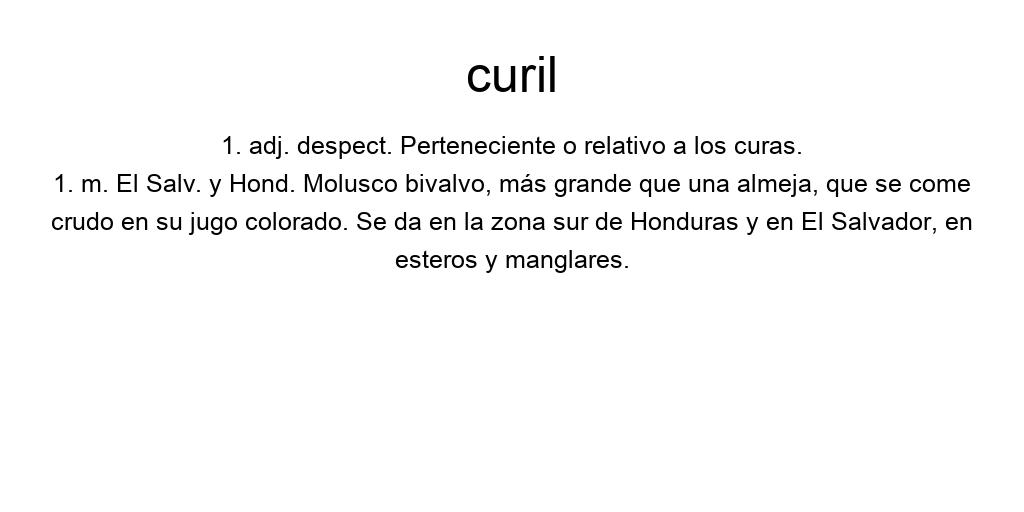 curil
1. adj. despect. Perteneciente o relativo a los curas.
1. m. El Salv. y Hond. Molusco bivalvo, más grande que una almeja, que se come
crudo en su jugo colorado. Se da en la zona sur de Honduras y en El Salvador, en
esteros y manglares.